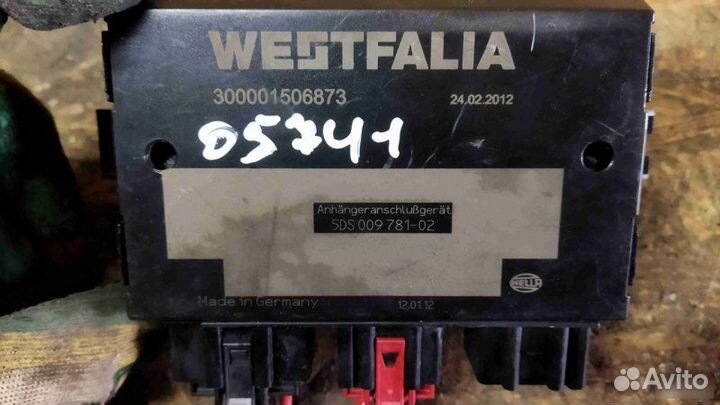 WESTFALIA
300001506873
24.02.2012
05741
Anhängeranschlußgerät
5DS 009 781-02
HELLA
Made in Germany
12.01.12
Avito